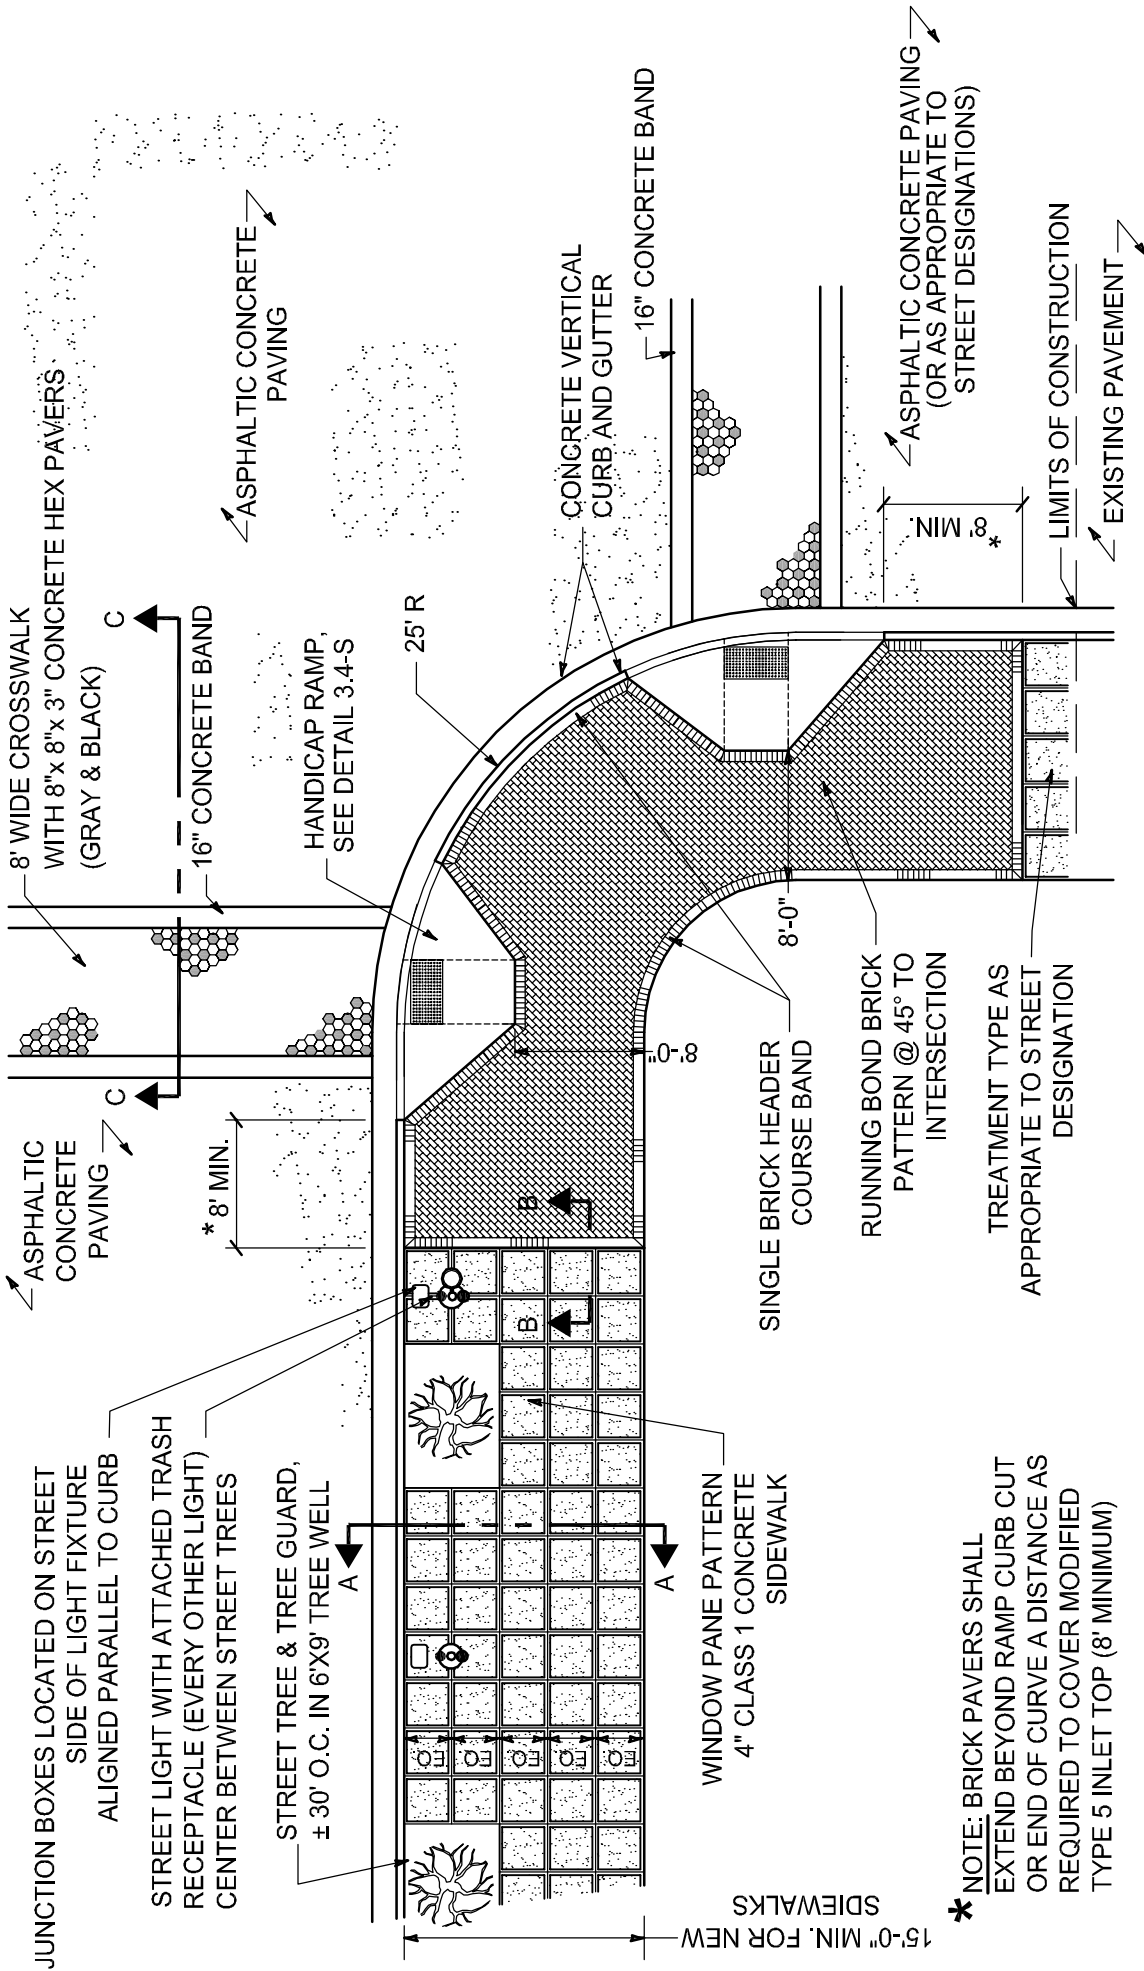 JUNCTION BOXES LOCATED ON STREET
SIDE OF LIGHT FIXTURE
ALIGNED PARALLEL TO CURB
STREET LIGHT WITH ATTACHED TRASH
RECEPTACLE (EVERY OTHER LIGHT)
CENTER BETWEEN STREET TREES
STREET TREE & TREE GUARD,
± 30' O.C. IN 6'X9' TREE WELL
ASPHALTIC
CONCRETE
PAVING
* 8' MIN.
C
C
8' WIDE CROSSWALK
WITH 8"x 8"x 3" CONCRETE HEX PAVERS
(GRAY & BLACK)
16" CONCRETE BAND
ASPHALTIC CONCRETE
PAVING
HANDICAP RAMP,
SEE DETAIL 3.4-S
25' R
CONCRETE VERTICAL
CURB AND GUTTER
16" CONCRETE BAND
ASPHALTIC CONCRETE PAVING
(OR AS APPROPRIATE TO
STREET DESIGNATIONS)
* 8' MIN.
LIMITS OF CONSTRUCTION
EXISTING PAVEMENT
A
A
B
B
EQ
EQ
EQ
EQ
EQ
8'-0"
8'-0"
15'-0" MIN. FOR NEW
SDIEWALKS
WINDOW PANE PATTERN
4" CLASS 1 CONCRETE
SIDEWALK
SINGLE BRICK HEADER
COURSE BAND
RUNNING BOND BRICK
PATTERN @ 45° TO
INTERSECTION
TREATMENT TYPE AS
APPROPRIATE TO STREET
DESIGNATION
* NOTE: BRICK PAVERS SHALL
EXTEND BEYOND RAMP CURB CUT
OR END OF CURVE A DISTANCE AS
REQUIRED TO COVER MODIFIED
TYPE 5 INLET TOP (8' MINIMUM)